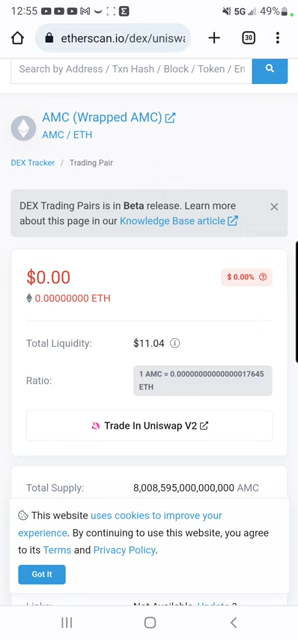 12:55
5G
49%
etherscan.io/dex/uniswa
30
Search by Address / Txn Hash / Block / Token / En
AMC (Wrapped AMC)
AMC / ETH
DEX Tracker / Trading Pair
DEX Trading Pairs is in Beta release. Learn more
about this page in our Knowledge Base article
$0.00
$ 0.00%
0.00000000 ETH
Total Liquidity: $11.04
Ratio:
1 AMC = 0.00000000000000017645
ETH
Trade In Uniswap V2
Total Supply: 8,008,595,000,000,000 AMC
This website uses cookies to improve your
experience. By continuing to use this website, you agree
to its Terms and Privacy Policy.
Got It